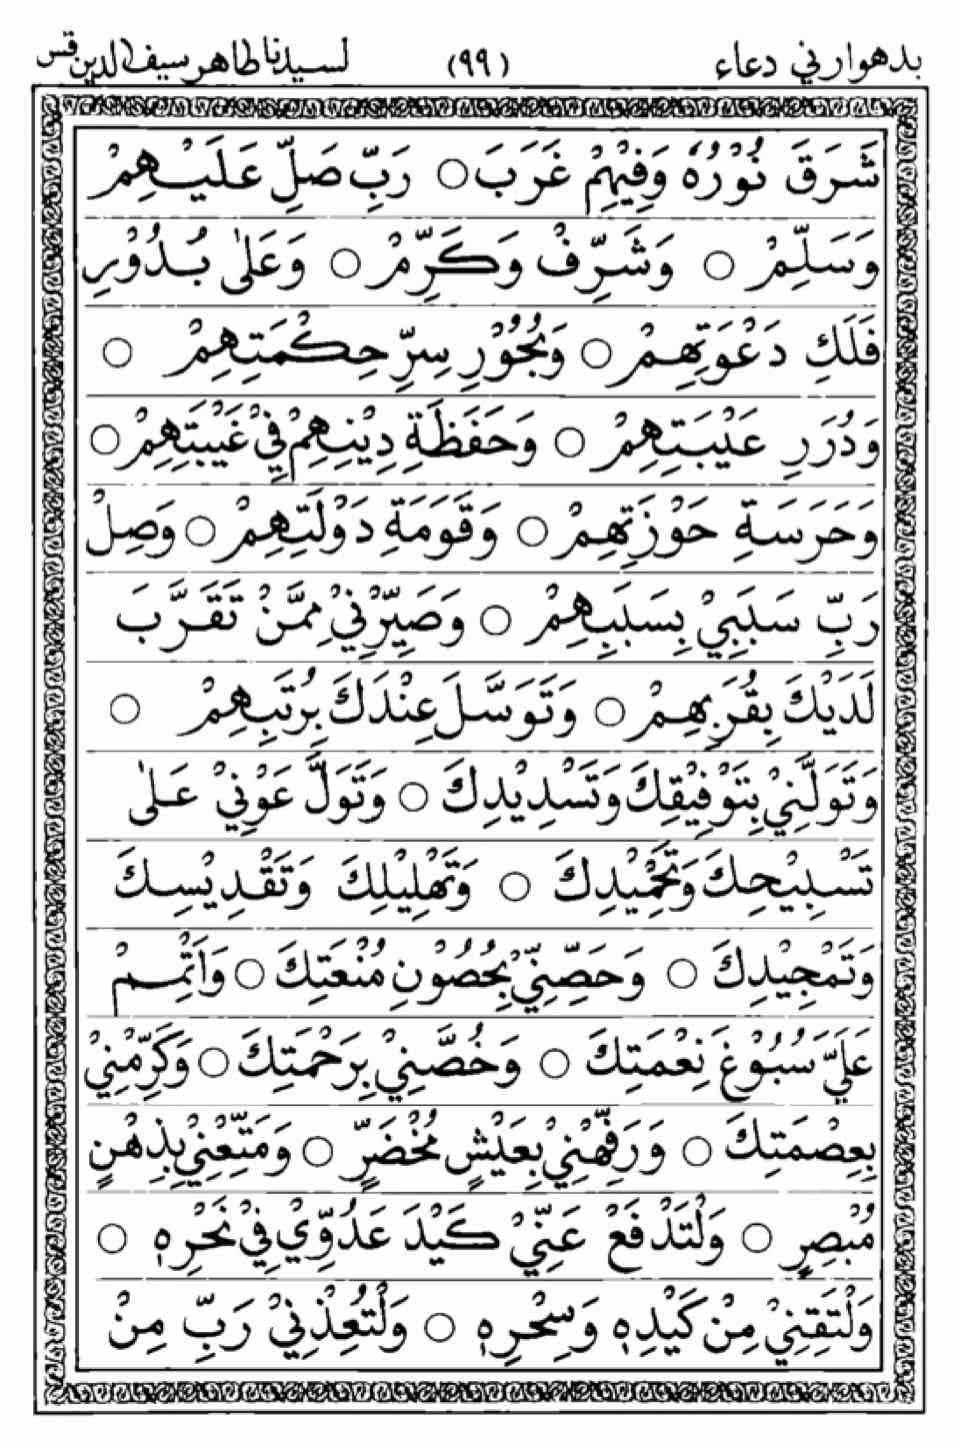 بدهوارني دعاء (٩٩) لسيدنا طاهر سيف الدين قس
شَرَقَ نُوْرُهٗ وَفِيْهِمْ غَرَبَ ○ رَبِّ صَلِّ عَلَيْهِمْ
وَسَلِّمْ ○ وَشَرِّفْ وَكَرِّمْ ○ وَعَلٰى بُدُوْرِ
فَلَكِ دَعْوَتِهِمْ ○ وَبُحُوْرِ سِرِّ حِكْمَتِهِمْ ○
وَدُرَرِ عَيْبَتِهِمْ ○ وَحَفَظَةِ دِيْنِهِمْ فِيْ غَيْبَتِهِمْ ○
وَحَرَسَةِ حَوْزَتِهِمْ ○ وَقَوَمَةِ دَوْلَتِهِمْ ○ وَصِلْ
رَبِّ سَبَبِيْ بِسَبَبِهِمْ ○ وَصَيِّرْنِيْ مِمَّنْ تَقَرَّبَ
لَدَيْكَ بِقُرَبِهِمْ ○ وَتَوَسَّلَ عِنْدَكَ بِرُتَبِهِمْ ○
وَتَوَلَّنِيْ بِتَوْفِيْقِكَ وَتَسْدِيْدِكَ ○ وَتَوَلَّ عَوْنِيْ عَلٰى
تَسْبِيْحِكَ وَتَحْمِيْدِكَ ○ وَتَهْلِيْلِكَ وَتَقْدِيْسِكَ
وَتَمْجِيْدِكَ ○ وَحَصِّنِّيْ بِحُصُوْنِ مُنْعَتِكَ ○ وَاَتْمِمْ
عَلَيَّ سُبُوْغَ نِعْمَتِكَ ○ وَخُصَّنِيْ بِرَحْمَتِكَ ○ وَكَرِّمْنِيْ
بِعِصْمَتِكَ ○ وَرَفِّهْنِيْ بِعَيْشٍ مُخْضَرٍّ ○ وَمَتِّعْنِيْ بِذِهْنٍ
مُبْصِرٍ ○ وَلْتَدْفَعْ عَنِّيْ كَيْدَ عَدُوِّيْ فِيْ نَحْرِهٖ ○
وَلْتَقِنِيْ مِنْ كَيْدِهٖ وَسِحْرِهٖ ○ وَلْتُعِذْنِيْ رَبِّ مِنْ